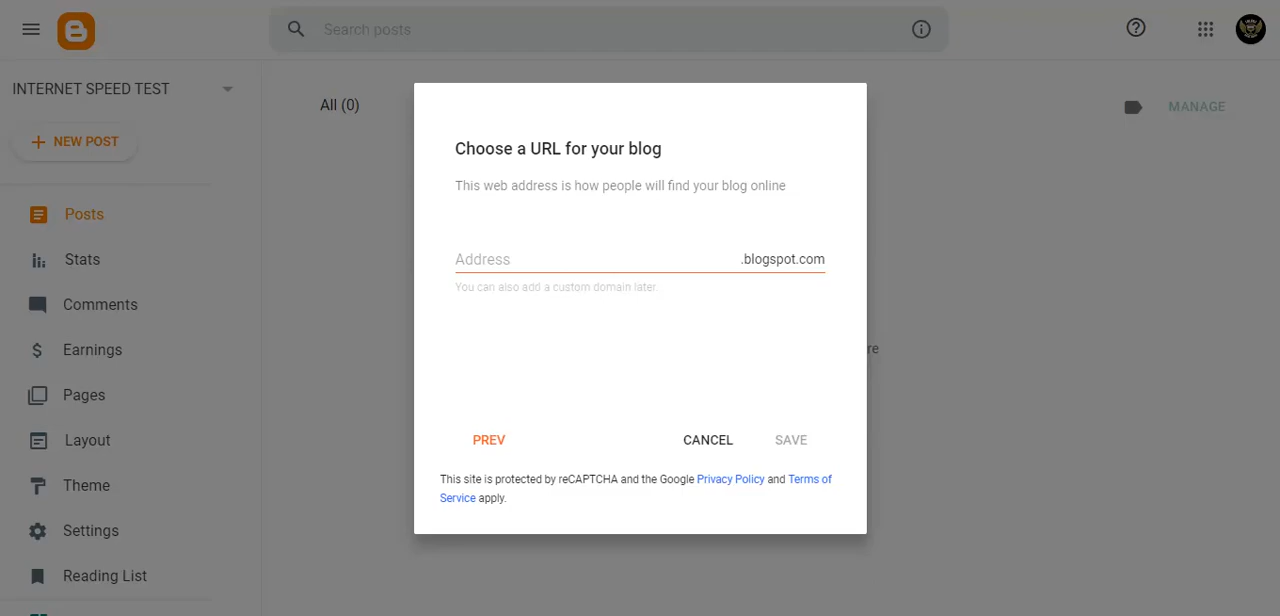 Search posts
INTERNET SPEED TEST
NEW POST
All (0)
MANAGE
Posts
Stats
Comments
Earnings
Pages
Layout
Theme
Settings
Reading List
Choose a URL for your blog
This web address is how people will find your blog online
Address .blogspot.com
You can also add a custom domain later.
re
PREV CANCEL SAVE
This site is protected by reCAPTCHA and the Google Privacy Policy and Terms of
Service apply.